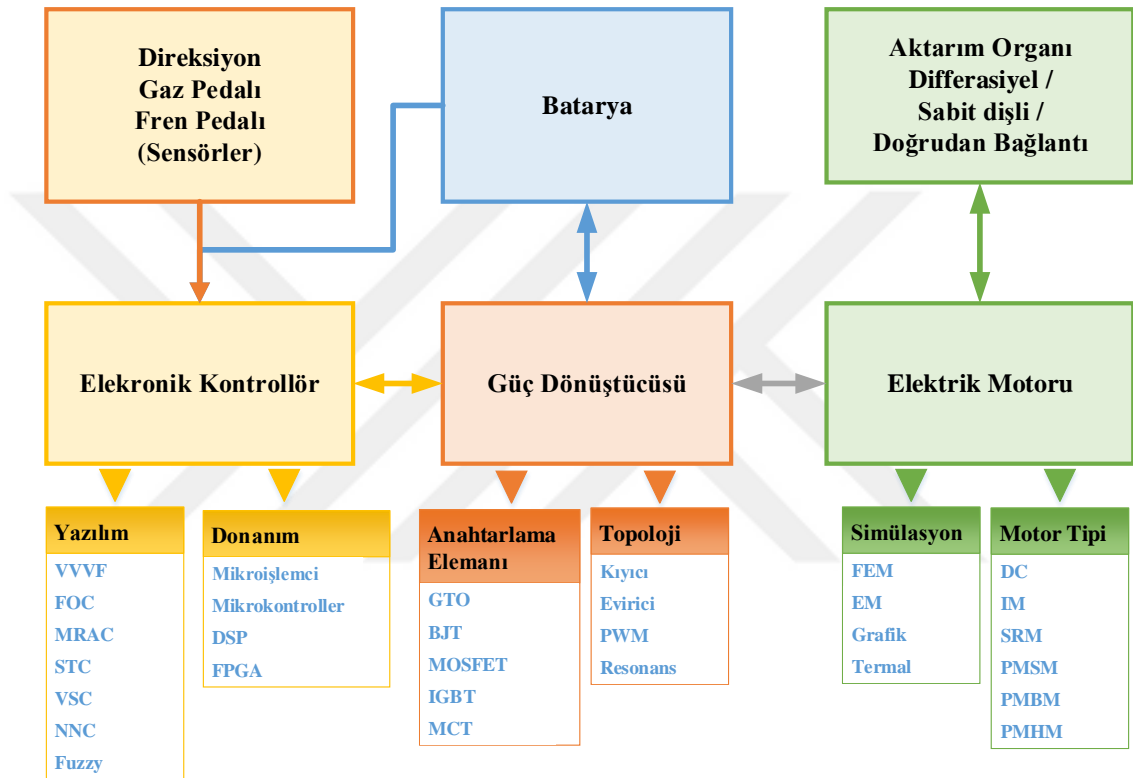 Direksiyon
Gaz Pedalı
Fren Pedalı
(Sensörler)
Batarya
Aktarım Organı
Differasiyel /
Sabit dişli /
Doğrudan Bağlantı
Elekronik Kontrollör
Güç Dönüştücüsü
Elektrik Motoru
Yazılım
VVVF
FOC
MRAC
STC
VSC
NNC
Fuzzy
Donanım
Mikroişlemci
Mikrokontroller
DSP
FPGA
Anahtarlama
Elemanı
GTO
BJT
MOSFET
IGBT
MCT
Topoloji
Kıyıcı
Evirici
PWM
Resonans
Simülasyon
FEM
EM
Grafik
Termal
Motor Tipi
DC
IM
SRM
PMSM
PMBM
PMHM